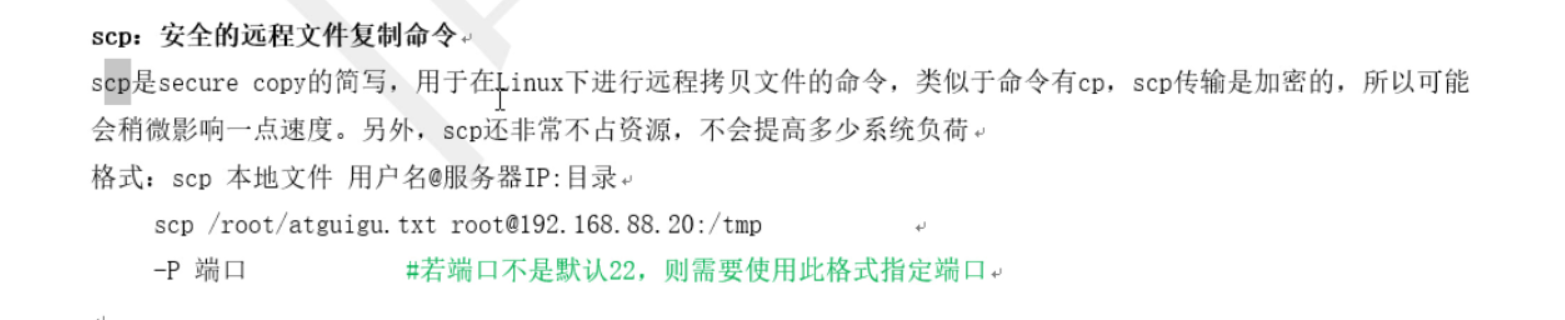 scp：安全的远程文件复制命令
scp是secure copy的简写，用于在Linux下进行远程拷贝文件的命令，类似于命令有cp，scp传输是加密的，所以可能
会稍微影响一点速度。另外，scp还非常不占资源，不会提高多少系统负荷
格式：scp 本地文件 用户名@服务器IP:目录
scp /root/atguigu.txt root@192.168.88.20:/tmp
-P 端口 #若端口不是默认22，则需要使用此格式指定端口